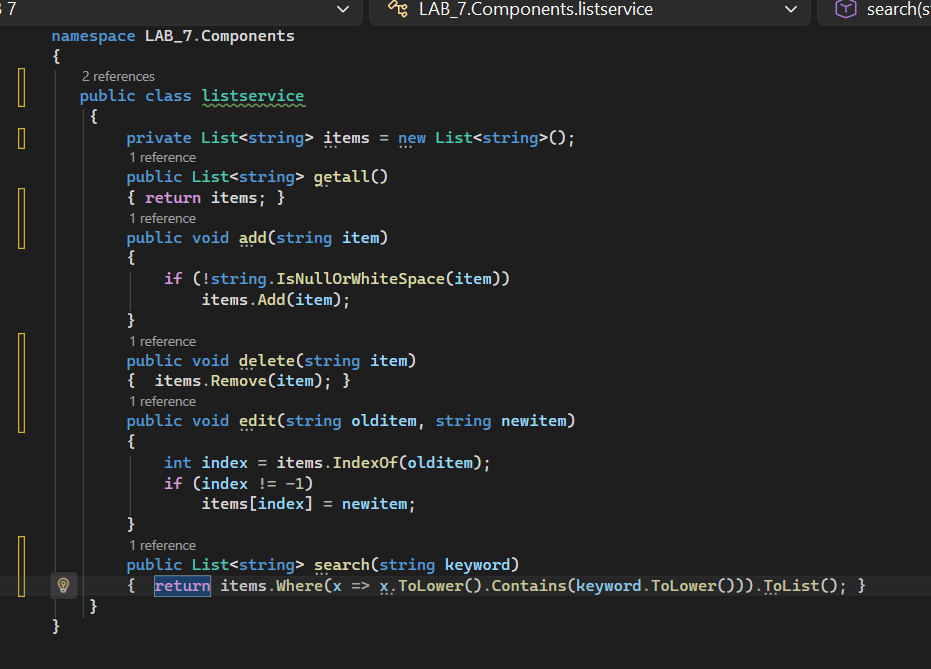 7
LAB_7.Components.listservice
search(s
namespace LAB_7.Components
{
2 references
public class listservice
{
private List<string> items = new List<string>();
1 reference
public List<string> getall()
{ return items; }
1 reference
public void add(string item)
{
if (!string.IsNullOrWhiteSpace(item))
items.Add(item);
}
1 reference
public void delete(string item)
{  items.Remove(item); }
1 reference
public void edit(string olditem, string newitem)
{
int index = items.IndexOf(olditem);
if (index != -1)
items[index] = newitem;
}
1 reference
public List<string> search(string keyword)
{  return items.Where(x => x.ToLower().Contains(keyword.ToLower())).ToList(); }
}
}